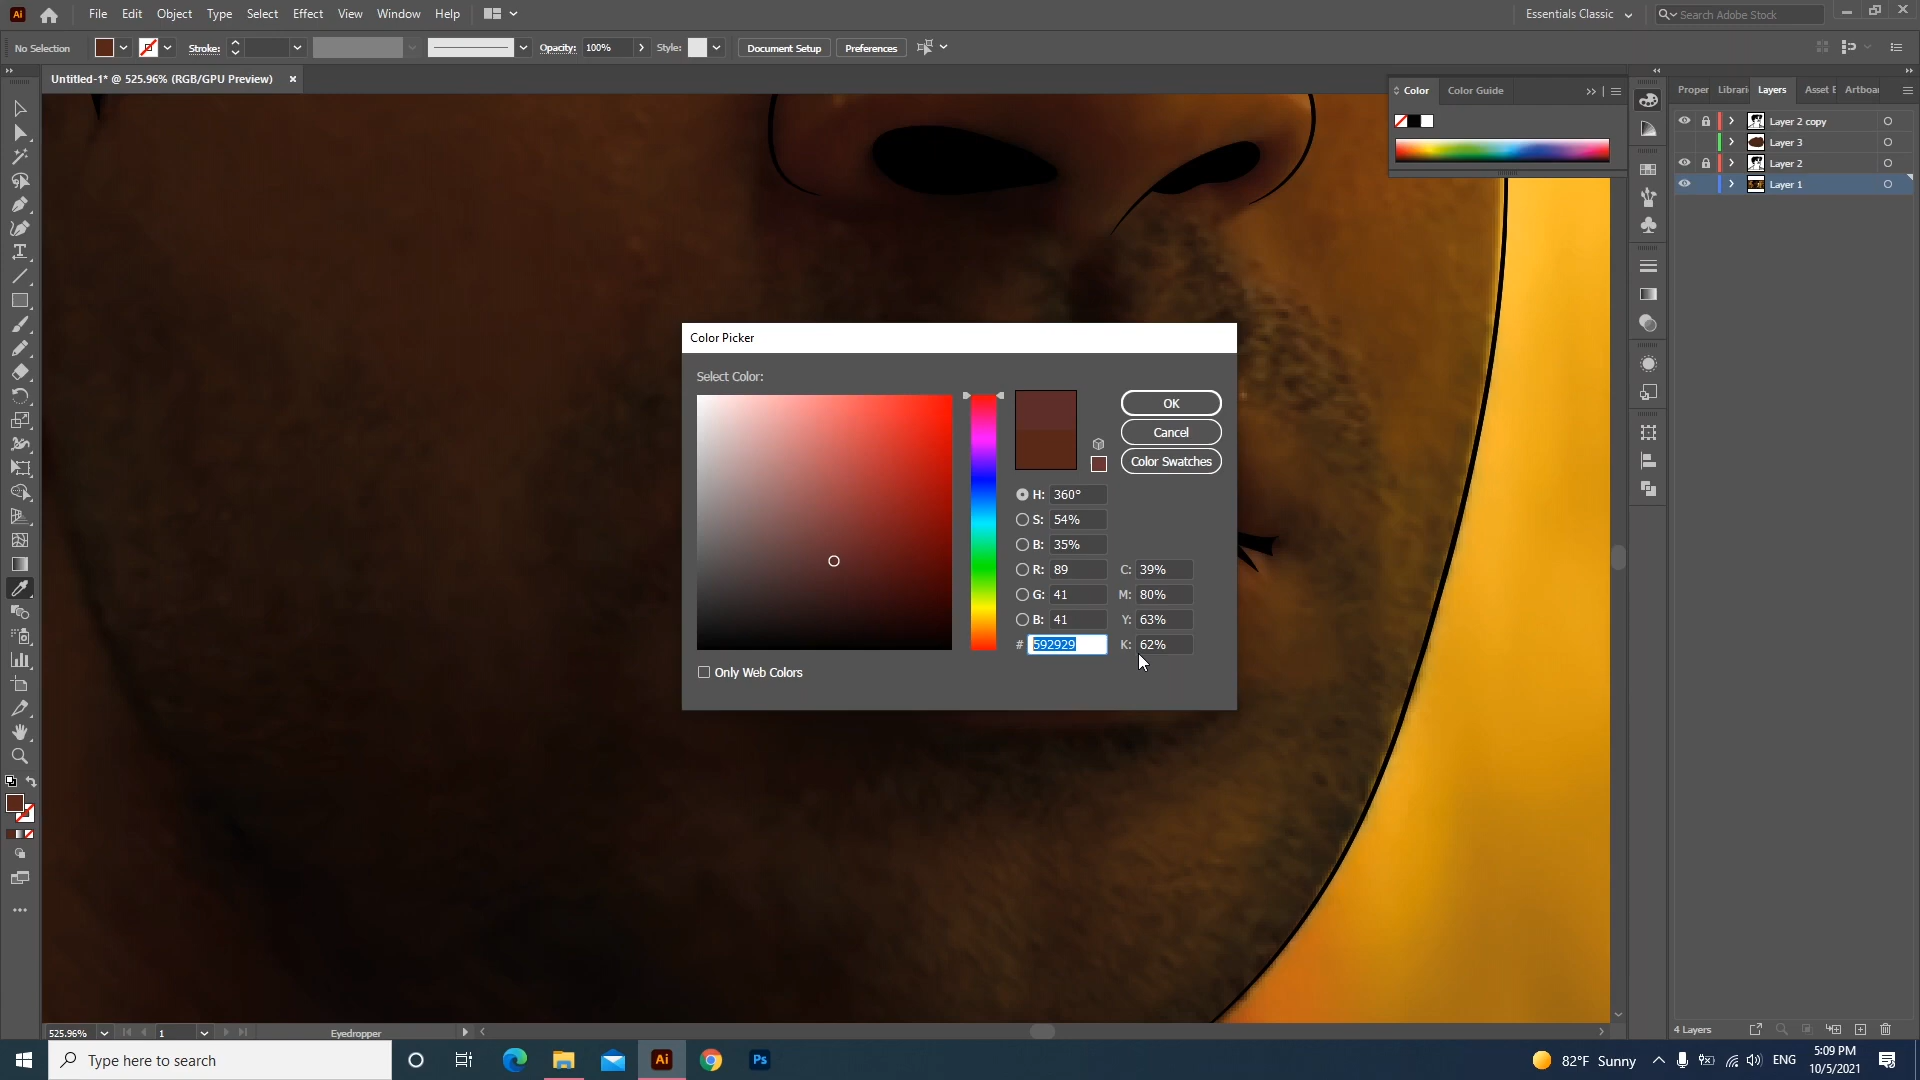 Ai File Edit Object Type Select Effect View Window Help Essentials Classic Search Adobe Stock
No Selection Stroke: Opacity: 100% Style: Document Setup Preferences
Untitled-1* @ 525.96% (RGB/GPU Preview)
Color Color Guide
Proper Librari Layers Asset E Artboa
Layer 2 copy
Layer 3
Layer 2
Layer 1
Color Picker
Select Color:
OK
Cancel
Color Swatches
H: 360°
S: 54%
B: 35%
R: 89 C: 39%
G: 41 M: 80%
B: 41 Y: 63%
# 592929 K: 62%
Only Web Colors
525.96% 1 Eyedropper 4 Layers
Type here to search Ai Ps 82°F Sunny ENG 5:09 PM
10/5/2021